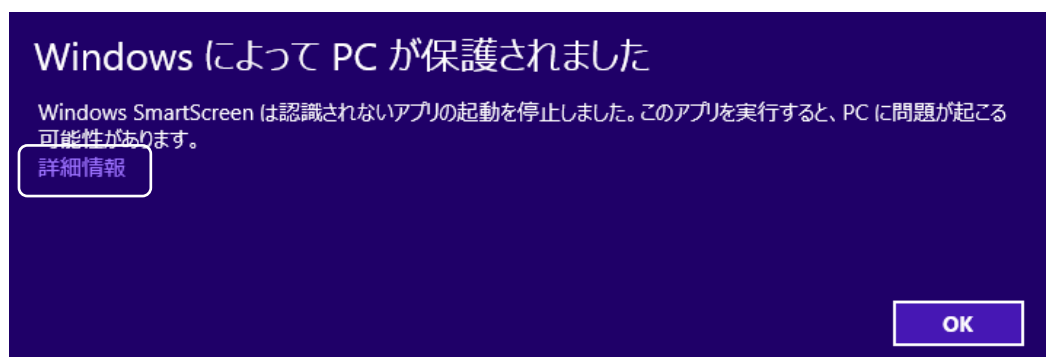 Windows によって PC が保護されました
Windows SmartScreen は認識されないアプリの起動を停止しました。このアプリを実行すると、PC に問題が起こる
可能性があります。
詳細情報
OK